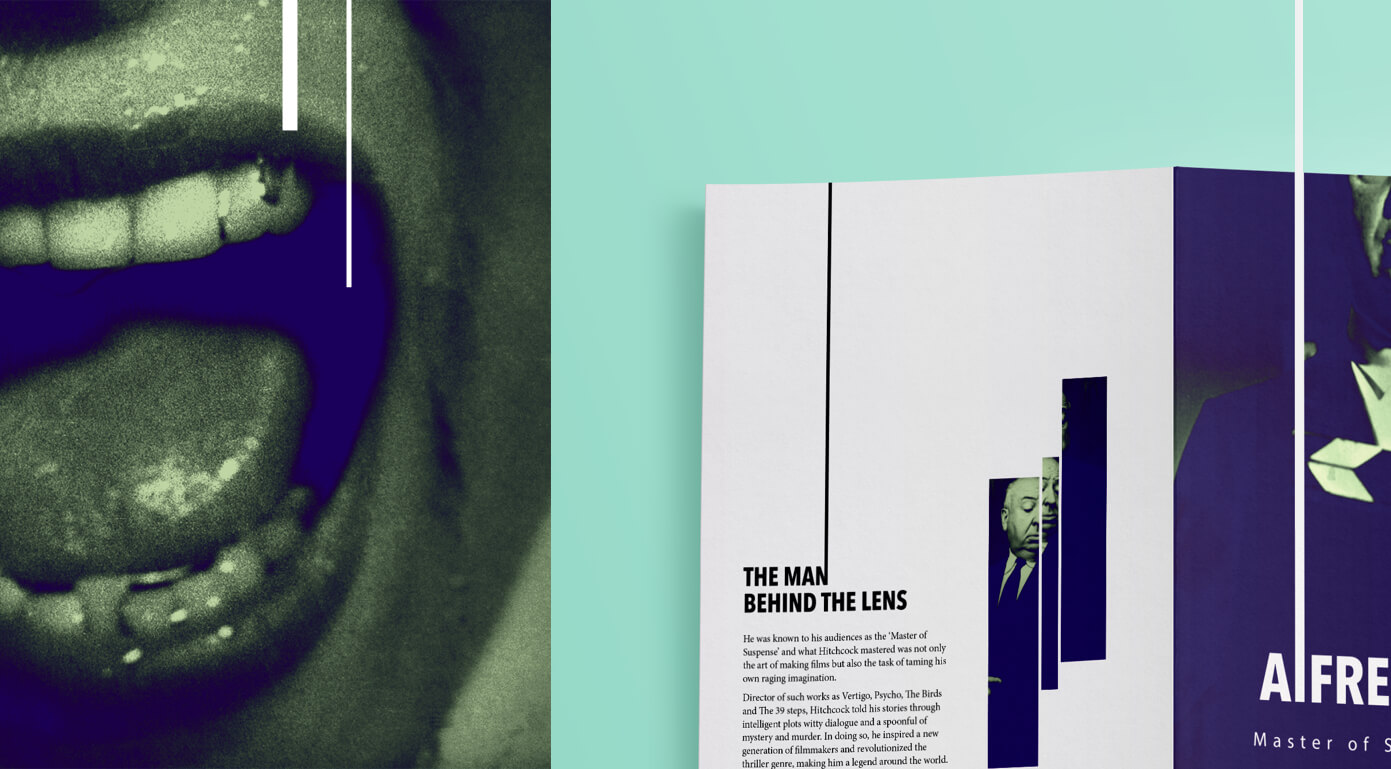 THE MAN
BEHIND THE LENS
He was known to his audiences as the ‘Master of
Suspense’ and what Hitchcock mastered was not only
the art of making films but also the task of taming his
own raging imagination.
Director of such works as Vertigo, Psycho, The Birds
and The 39 steps, Hitchcock told his stories through
intelligent plots witty dialogue and a spoonful of
mystery and murder. In doing so, he inspired a new
generation of filmmakers and revolutionized the
thriller genre, making him a legend around the world.
ALFRE
Master of S